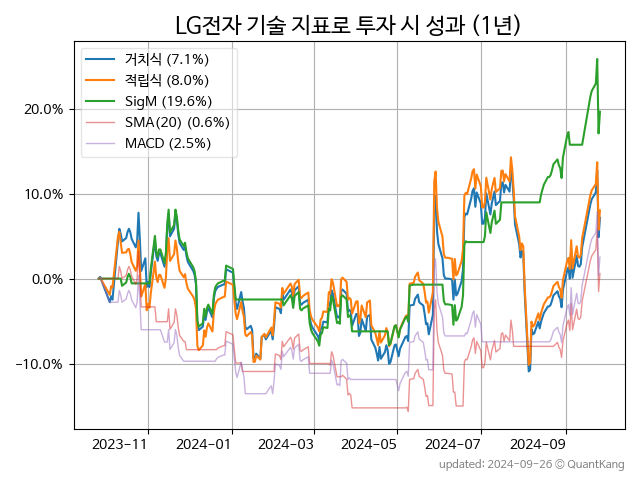 LG전자 기술 지표로 투자 시 성과 (1년)
거치식 (7.1%)
적립식 (8.0%)
SigM (19.6%)
SMA(20) (0.6%)
MACD (2.5%)
20.0%
10.0%
0.0%
−10.0%
2023-11
2024-01
2024-03
2024-05
2024-07
2024-09
updated: 2024-09-26 © QuantKang